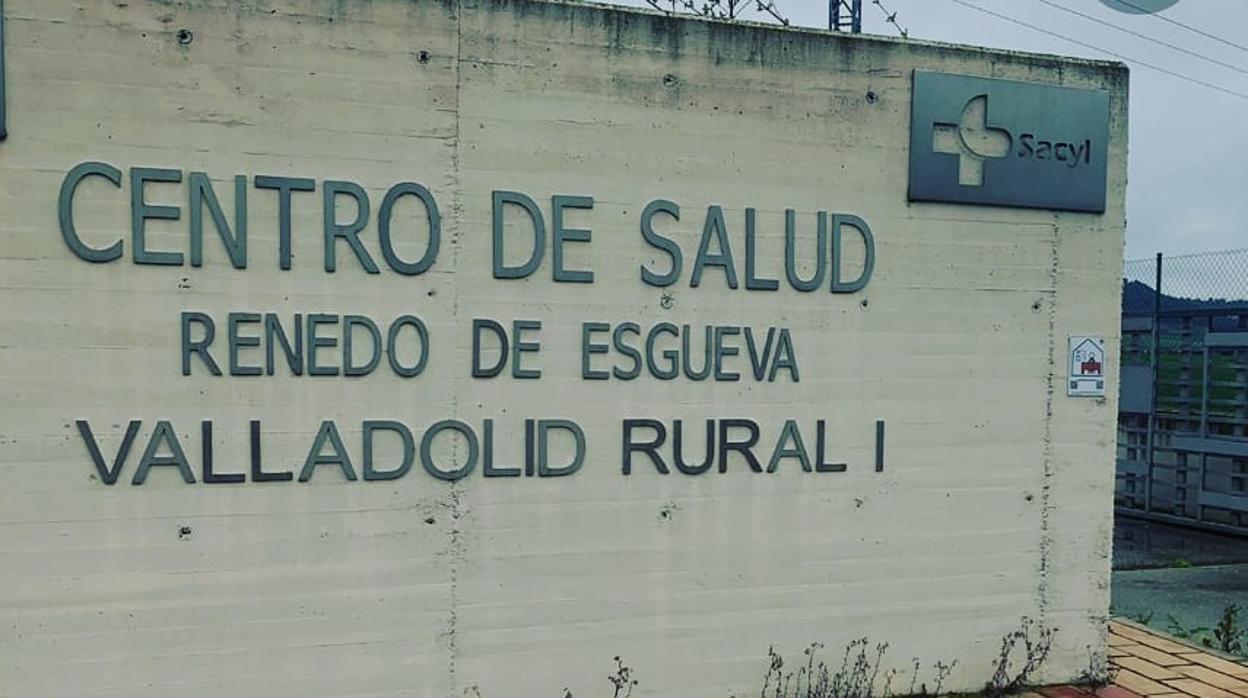 CENTRO DE SALUD
Sacyl
RENEDO DE ESGUEVA
VALLADOLID RURAL I